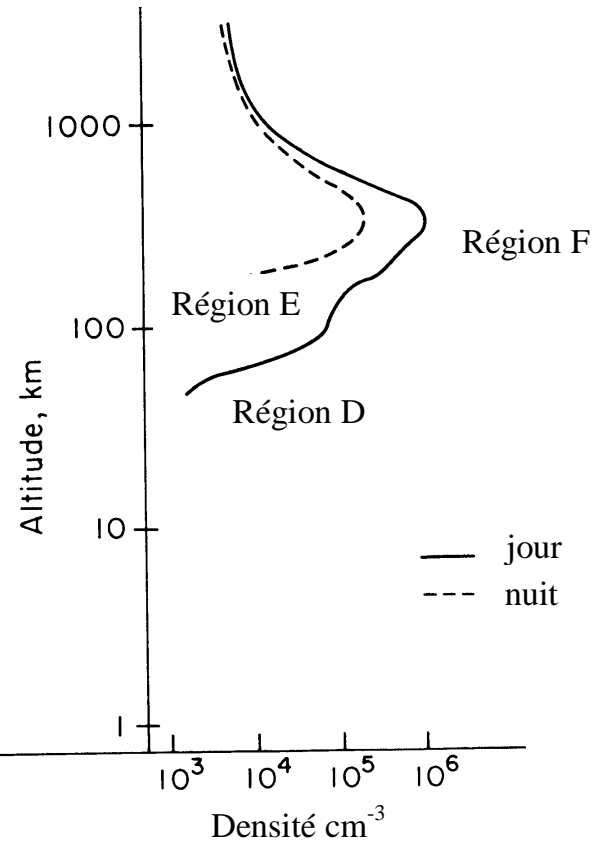 1000
Région F
Région E
100
Altitude, km
Région D
10
jour
nuit
1
10³ 10⁴ 10⁵ 10⁶
Densité cm⁻³